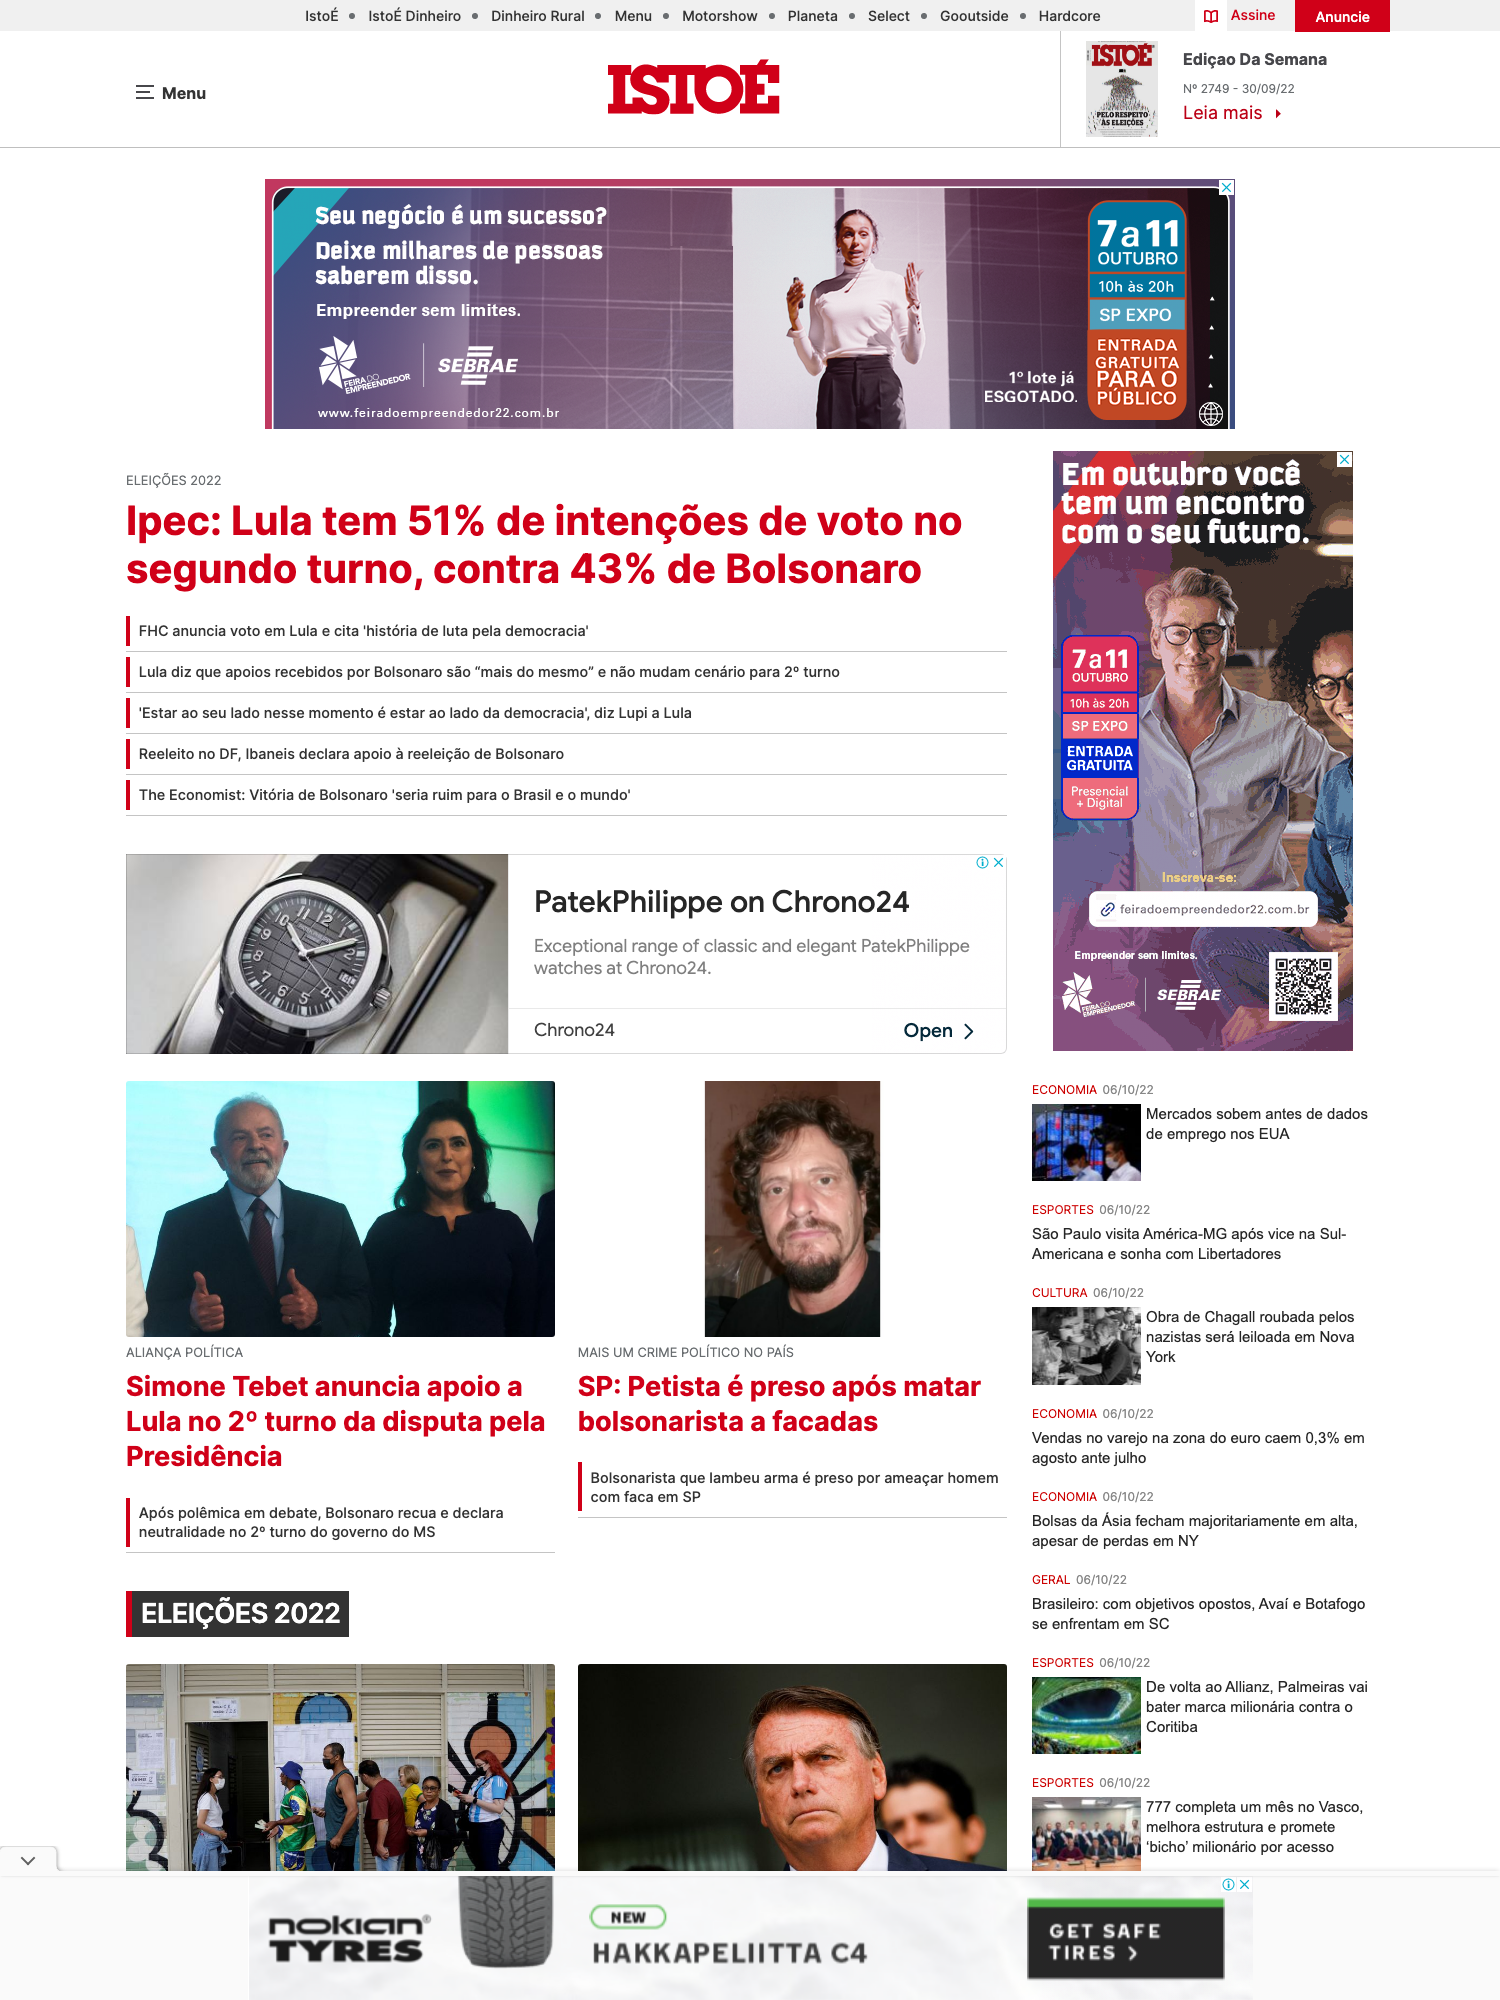 IstoÉ • IstoÉ Dinheiro • Dinheiro Rural • Menu • Motorshow • Planeta • Select • Gooutside • Hardcore
Assine
Anuncie
Menu
ISTOÉ
ISTOÉ
PELO RESPEITO
ÀS ELEIÇÕES
Edição Da Semana
Nº 2749 - 30/09/22
Leia mais
Seu negócio é um sucesso?
Deixe milhares de pessoas
saberem disso.
Empreender sem limites.
FEIRA DO
EMPREENDEDOR
SEBRAE
www.feiradoempreendedor22.com.br
1º lote já
ESGOTADO.
7 a 11
OUTUBRO
10h às 20h
SP EXPO
ENTRADA
GRATUITA
PARA O
PÚBLICO
ELEIÇÕES 2022
Ipec: Lula tem 51% de intenções de voto no
segundo turno, contra 43% de Bolsonaro
FHC anuncia voto em Lula e cita 'história de luta pela democracia'
Lula diz que apoios recebidos por Bolsonaro são “mais do mesmo” e não mudam cenário para 2º turno
'Estar ao seu lado nesse momento é estar ao lado da democracia', diz Lupi a Lula
Reeleito no DF, Ibaneis declara apoio à reeleição de Bolsonaro
The Economist: Vitória de Bolsonaro 'seria ruim para o Brasil e o mundo'
PatekPhilippe on Chrono24
Exceptional range of classic and elegant PatekPhilippe
watches at Chrono24.
Chrono24
Open
Em outubro você
tem um encontro
com o seu futuro.
7 a 11
OUTUBRO
10h às 20h
SP EXPO
ENTRADA
GRATUITA
Presencial
+ Digital
Inscreva-se:
feiradoempreendedor22.com.br
Empreender sem limites.
FEIRA DO
EMPREENDEDOR
SEBRAE
ALIANÇA POLÍTICA
Simone Tebet anuncia apoio a
Lula no 2º turno da disputa pela
Presidência
Após polêmica em debate, Bolsonaro recua e declara
neutralidade no 2º turno do governo do MS
MAIS UM CRIME POLÍTICO NO PAÍS
SP: Petista é preso após matar
bolsonarista a facadas
Bolsonarista que lambeu arma é preso por ameaçar homem
com faca em SP
ELEIÇÕES 2022
ECONOMIA 06/10/22
Mercados sobem antes de dados
de emprego nos EUA
ESPORTES 06/10/22
São Paulo visita América-MG após vice na Sul-
Americana e sonha com Libertadores
CULTURA 06/10/22
Obra de Chagall roubada pelos
nazistas será leiloada em Nova
York
ECONOMIA 06/10/22
Vendas no varejo na zona do euro caem 0,3% em
agosto ante julho
ECONOMIA 06/10/22
Bolsas da Ásia fecham majoritariamente em alta,
apesar de perdas em NY
GERAL 06/10/22
Brasileiro: com objetivos opostos, Avaí e Botafogo
se enfrentam em SC
ESPORTES 06/10/22
De volta ao Allianz, Palmeiras vai
bater marca milionária contra o
Coritiba
ESPORTES 06/10/22
777 completa um mês no Vasco,
melhora estrutura e promete
‘bicho’ milionário por acesso
nokian®
TYRES
NEW
HAKKAPELIITTA C4
GET SAFE
TIRES >